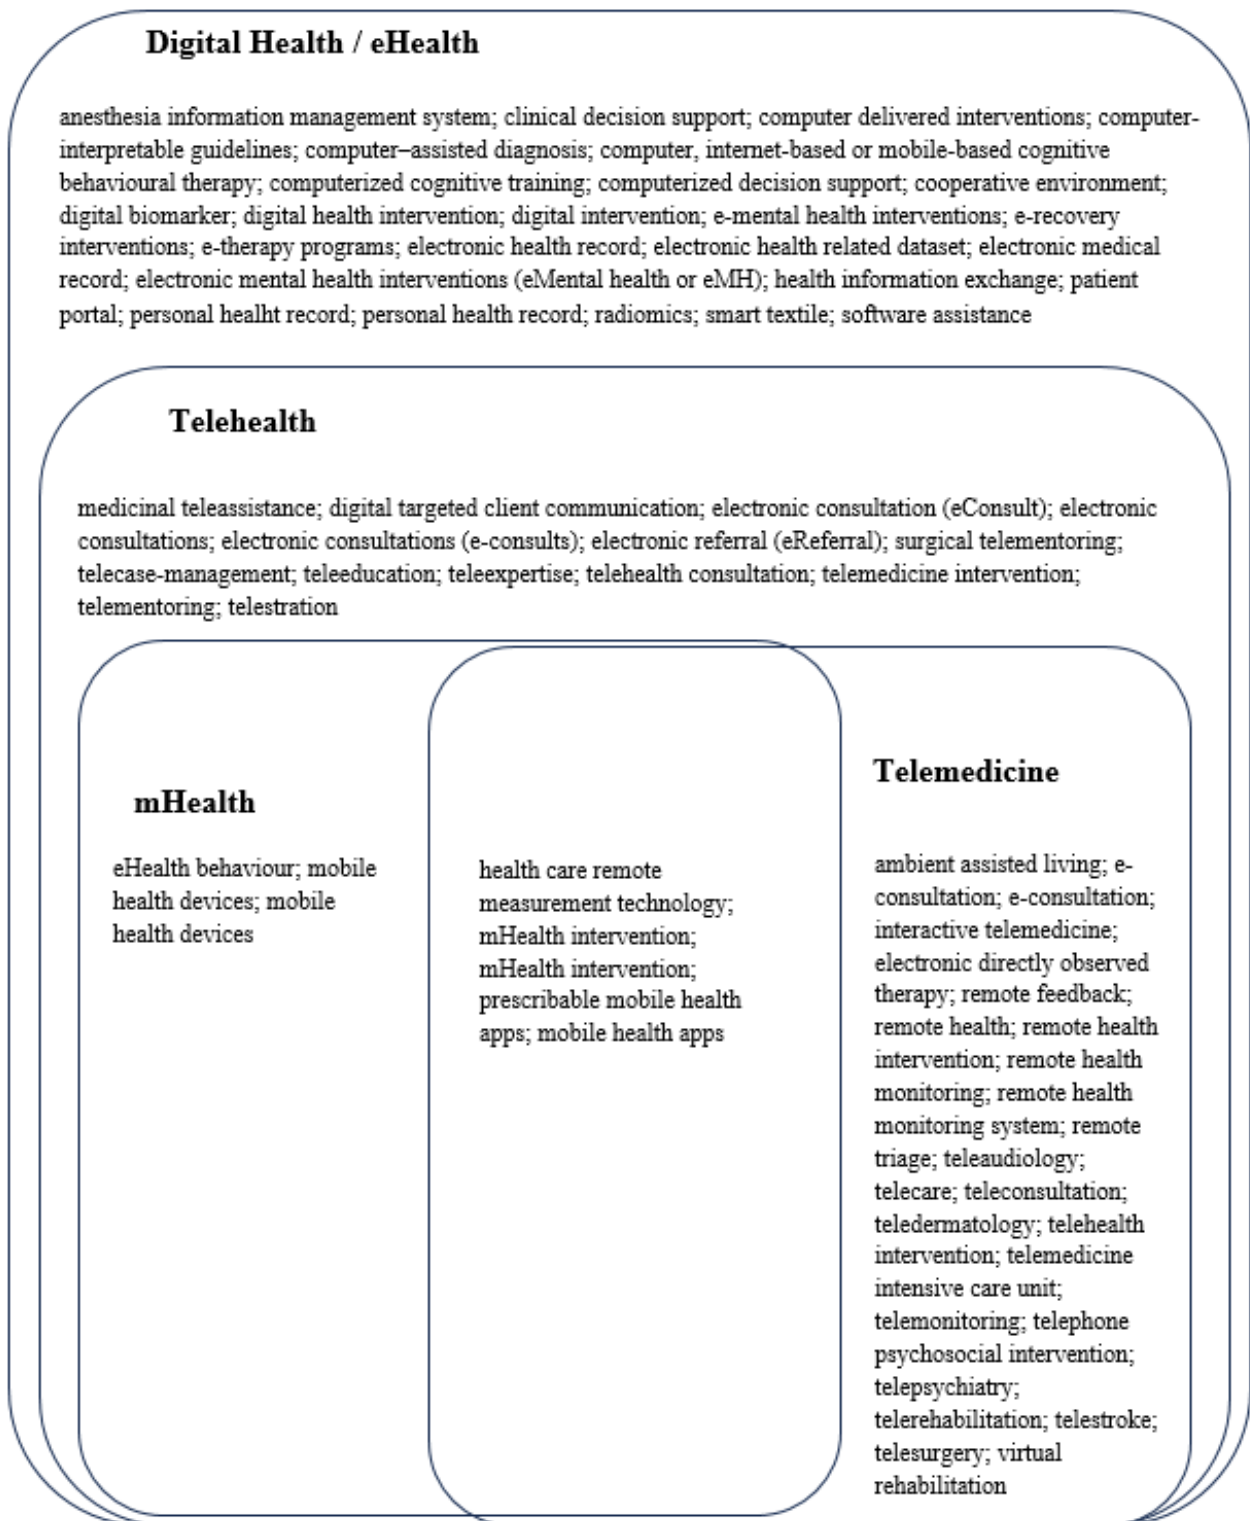 Digital Health / eHealth
anesthesia information management system; clinical decision support; computer delivered interventions; computer-
interpretable guidelines; computer–assisted diagnosis; computer, internet-based or mobile-based cognitive
behavioural therapy; computerized cognitive training; computerized decision support; cooperative environment;
digital biomarker; digital health intervention; digital intervention; e-mental health interventions; e-recovery
interventions; e-therapy programs; electronic health record; electronic health related dataset; electronic medical
record; electronic mental health interventions (eMental health or eMH); health information exchange; patient
portal; personal healht record; personal health record; radiomics; smart textile; software assistance
Telehealth
medicinal teleassistance; digital targeted client communication; electronic consultation (eConsult); electronic
consultations; electronic consultations (e-consults); electronic referral (eReferral); surgical telementoring;
telecase-management; teleeducation; teleexpertise; telehealth consultation; telemedicine intervention;
telementoring; telestration
mHealth
eHealth behaviour; mobile
health devices; mobile
health devices
health care remote
measurement technology;
mHealth intervention;
mHealth intervention;
prescribable mobile health
apps; mobile health apps
Telemedicine
ambient assisted living; e-
consultation; e-consultation;
interactive telemedicine;
electronic directly observed
therapy; remote feedback;
remote health; remote health
intervention; remote health
monitoring; remote health
monitoring system; remote
triage; teleaudiology;
telecare; teleconsultation;
teledermatology; telehealth
intervention; telemedicine
intensive care unit;
telemonitoring; telephone
psychosocial intervention;
telepsychiatry;
telerehabilitation; telestroke;
telesurgery; virtual
rehabilitation